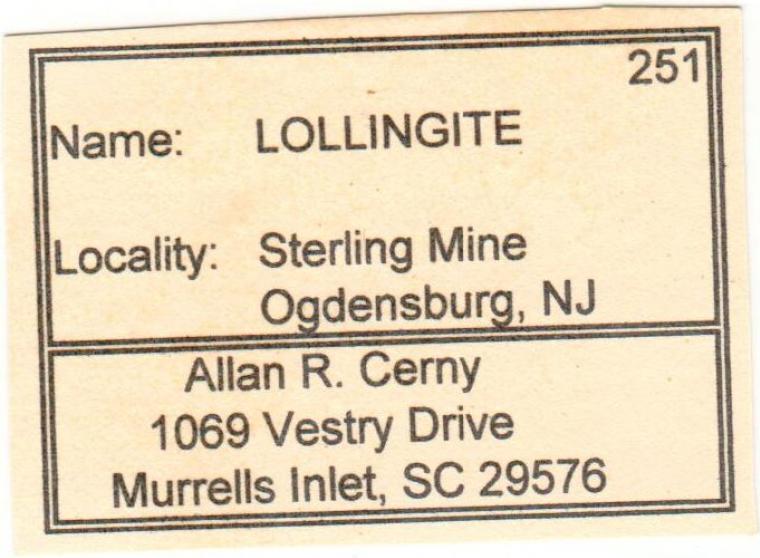 251
Name: LOLLINGITE
Locality: Sterling Mine
Ogdensburg, NJ
Allan R. Cerny
1069 Vestry Drive
Murrells Inlet, SC 29576